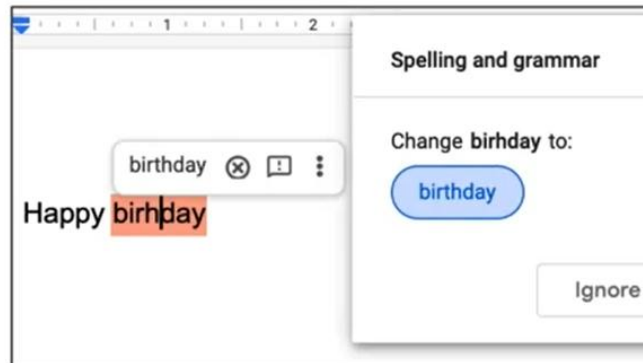 1 2
Spelling and grammar
Change birhday to:
birthday
birthday
Happy birhday
Ignore